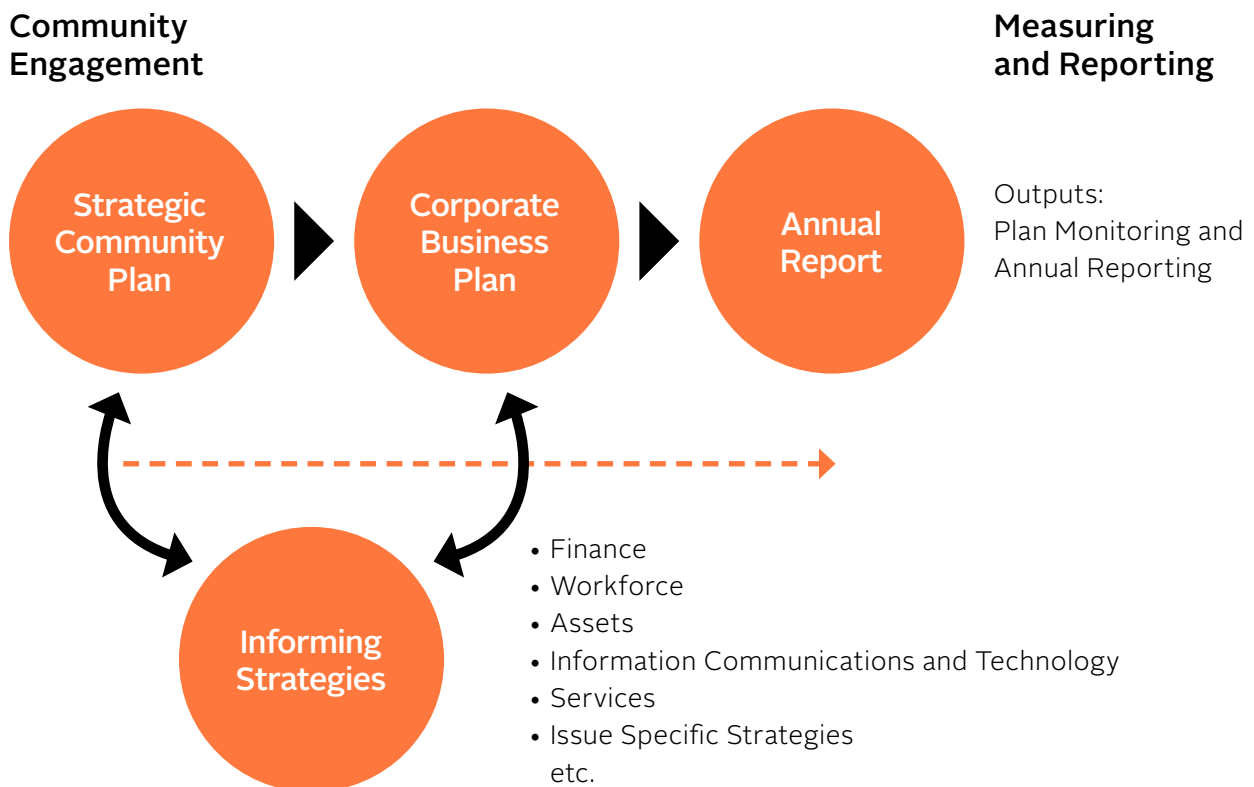 Community
Engagement
Measuring
and Reporting
Strategic
Community
Plan
Corporate
Business
Plan
Annual
Report
Outputs:
Plan Monitoring and
Annual Reporting
Informing
Strategies
• Finance
• Workforce
• Assets
• Information Communications and Technology
• Services
• Issue Specific Strategies
etc.